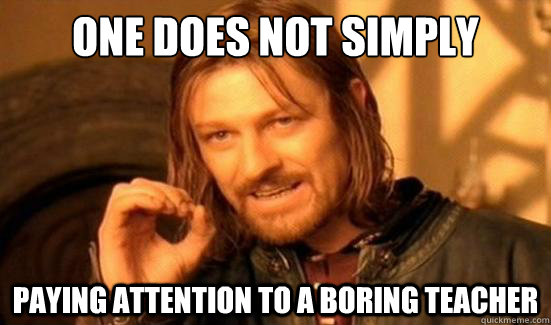 ONE DOES NOT SIMPLY
PAYING ATTENTION TO A BORING TEACHER
quickmeme.com